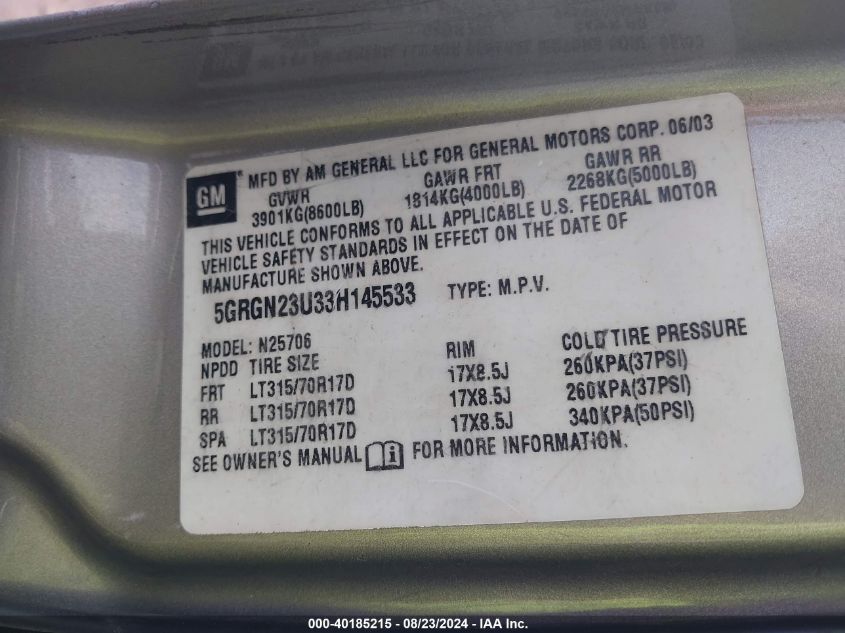 GM MFD BY AM GENERAL LLC FOR GENERAL MOTORS CORP. 06/03
GVWR GAWR FRT GAWR RR
3901KG(8600LB) 1814KG(4000LB) 2268KG(5000LB)
THIS VEHICLE CONFORMS TO ALL APPLICABLE U.S. FEDERAL MOTOR
VEHICLE SAFETY STANDARDS IN EFFECT ON THE DATE OF
MANUFACTURE SHOWN ABOVE.
5GRGN23U33H145533 TYPE: M.P.V.
MODEL: N25706
NPDD TIRE SIZE RIM COLD TIRE PRESSURE
FRT LT315/70R17D 17X8.5J 260KPA(37PSI)
RR LT315/70R17D 17X8.5J 260KPA(37PSI)
SPA LT315/70R17D 17X8.5J 340KPA(50PSI)
SEE OWNER'S MANUAL i FOR MORE INFORMATION.
000-40185215 - 08/23/2024 - IAA Inc.